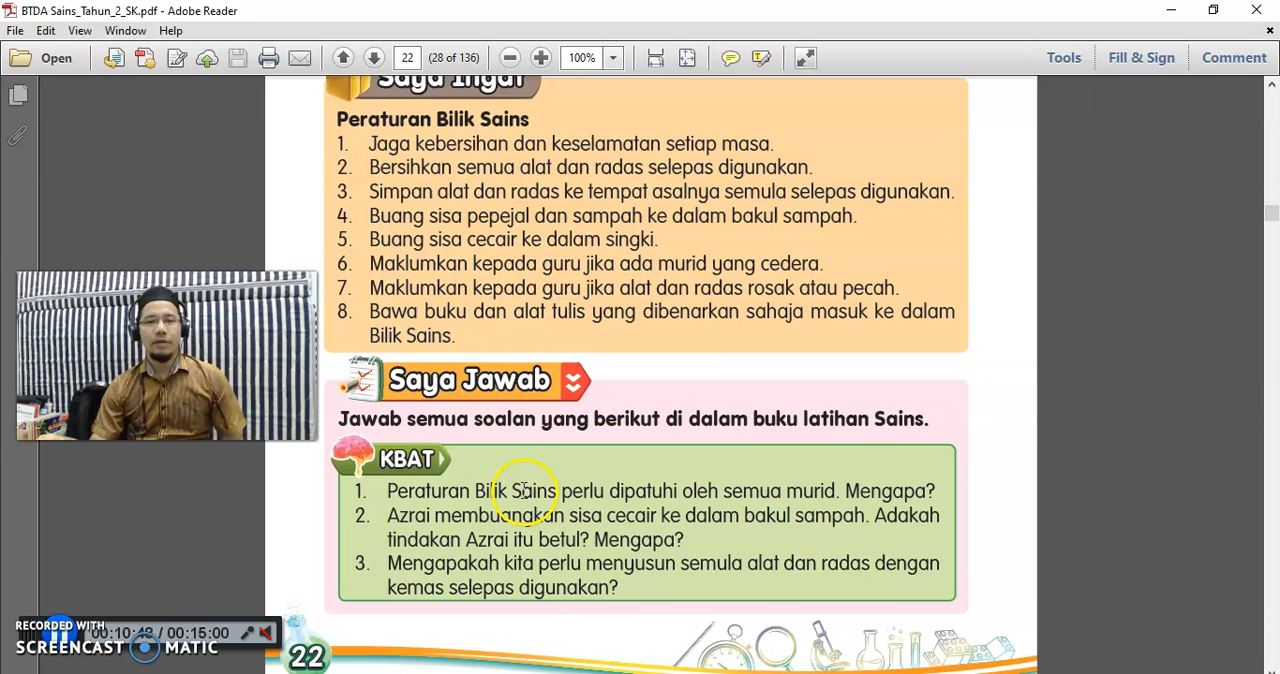 BTDA Sains_Tahun_2_SK.pdf - Adobe Reader
File Edit View Window Help
Open 22 (28 of 136) 100% Tools Fill & Sign Comment
Saya Ingat
Peraturan Bilik Sains
1. Jaga kebersihan dan keselamatan setiap masa.
2. Bersihkan semua alat dan radas selepas digunakan.
3. Simpan alat dan radas ke tempat asalnya semula selepas digunakan.
4. Buang sisa pepejal dan sampah ke dalam bakul sampah.
5. Buang sisa cecair ke dalam singki.
6. Maklumkan kepada guru jika ada murid yang cedera.
7. Maklumkan kepada guru jika alat dan radas rosak atau pecah.
8. Bawa buku dan alat tulis yang dibenarkan sahaja masuk ke dalam
Bilik Sains.
Saya Jawab
Jawab semua soalan yang berikut di dalam buku latihan Sains.
KBAT
1. Peraturan Bilik Sains perlu dipatuhi oleh semua murid. Mengapa?
2. Azrai membuangkan sisa cecair ke dalam bakul sampah. Adakah
tindakan Azrai itu betul? Mengapa?
3. Mengapakah kita perlu menyusun semula alat dan radas dengan
kemas selepas digunakan?
RECORDED WITH
00:10:48 / 00:15:00
SCREENCAST MATIC
22